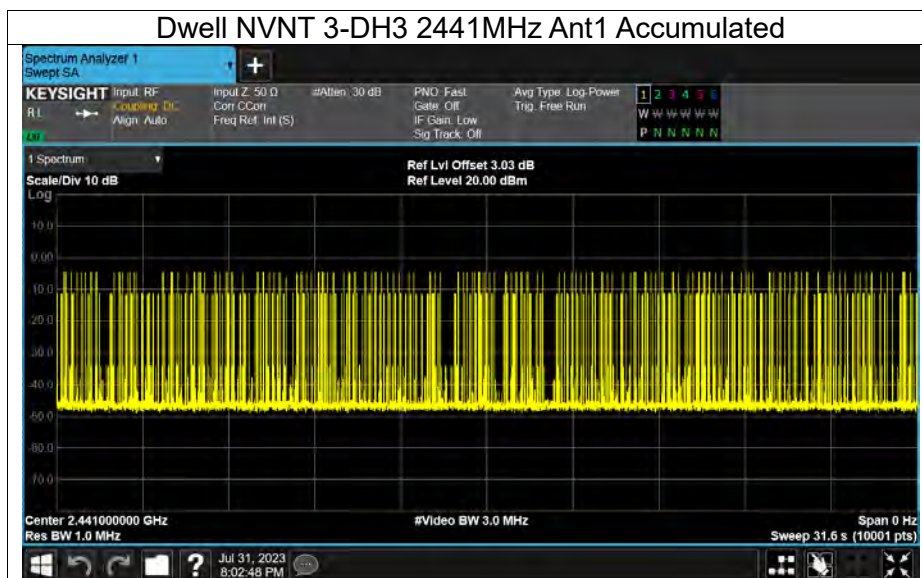 Dwell NVNT 3-DH3 2441MHz Ant1 Accumulated
Spectrum Analyzer 1
Swept SA
+
KEYSIGHT Input: RF Input Z: 50 Ω #Atten: 30 dB PNO: Fast Avg Type: Log-Power 1 2 3 4 5 6
Coupling: DC Corr CCorr Gate: Off Trig: Free Run W W W W W W
Align: Auto Freq Ref: Int (S) IF Gain: Low P N N N N N
Sig Track: Off
1 Spectrum
Ref Lvl Offset 3.03 dB
Scale/Div 10 dB Ref Level 20.00 dBm
Log
10.0
0.00
-10.0
-20.0
-30.0
-40.0
-50.0
-60.0
-70.0
Center 2.441000000 GHz #Video BW 3.0 MHz Span 0 Hz
Res BW 1.0 MHz Sweep 31.6 s (10001 pts)
? Jul 31, 2023
8:02:48 PM